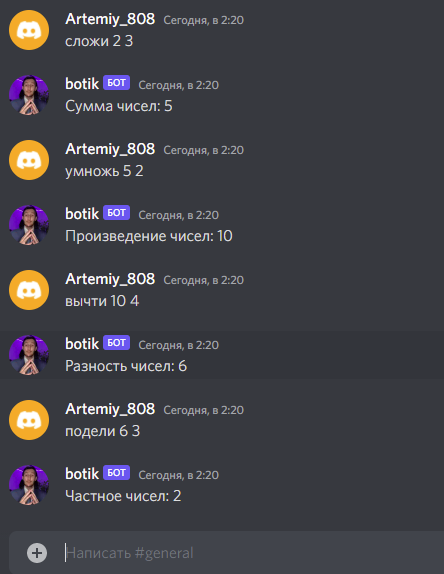 Artemiy_808 Сегодня, в 2:20
сложи 2 3
botik БОТ Сегодня, в 2:20
Сумма чисел: 5
Artemiy_808 Сегодня, в 2:20
умножь 5 2
botik БОТ Сегодня, в 2:20
Произведение чисел: 10
Artemiy_808 Сегодня, в 2:20
вычти 10 4
botik БОТ Сегодня, в 2:20
Разность чисел: 6
Artemiy_808 Сегодня, в 2:20
подели 6 3
botik БОТ Сегодня, в 2:20
Частное чисел: 2
Написать #general